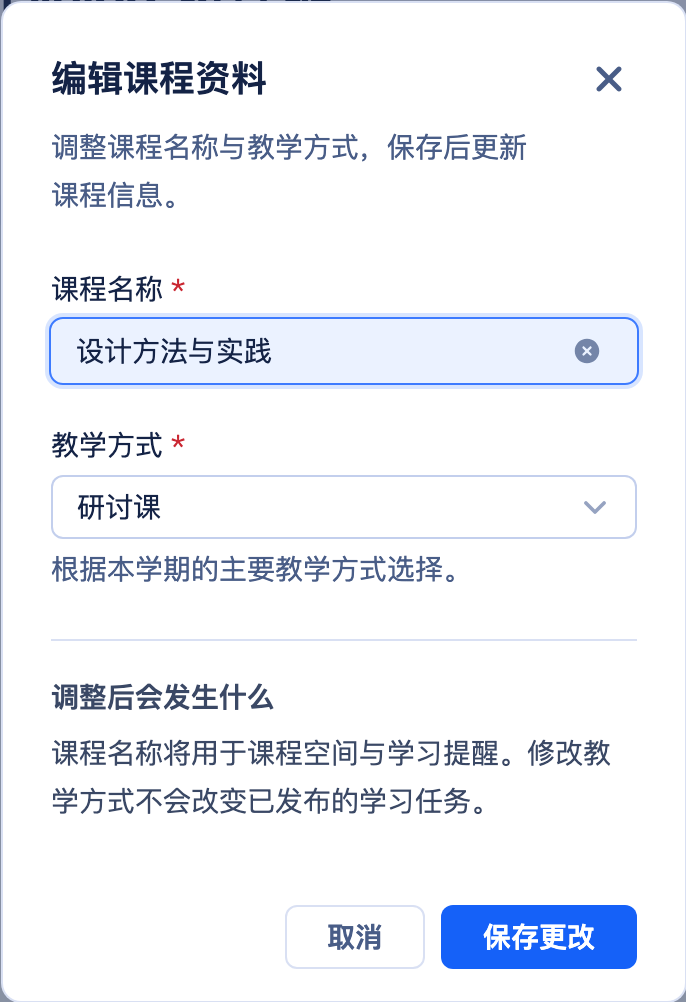 编辑课程资料
调整课程名称与教学方式，保存后更新
课程信息。
课程名称 *
设计方法与实践
教学方式 *
研讨课
根据本学期的主要教学方式选择。
调整后会发生什么
课程名称将用于课程空间与学习提醒。修改教
学方式不会改变已发布的学习任务。
取消
保存更改